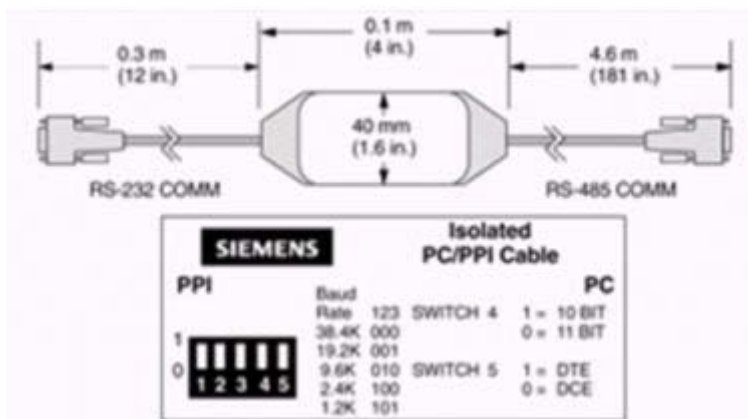 0.3 m
(12 in.)
0.1 m
(4 in.)
4.6 m
(181 in.)
40 mm
(1.6 in.)
RS-232 COMM
RS-485 COMM
SIEMENS
Isolated
PC/PPI Cable
PPI
PC
Baud
Rate 123 SWITCH 4 1 = 10 BIT
38.4K 000 0 = 11 BIT
19.2K 001
9.6K 010 SWITCH 5 1 = DTE
2.4K 100 0 = DCE
1.2K 101
1
0
1 2 3 4 5